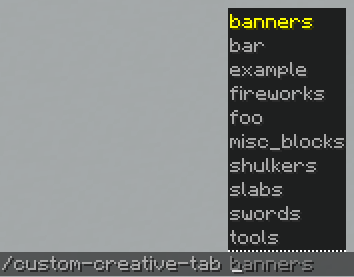 banners
bar
example
fireworks
foo
misc_blocks
shulkers
slabs
swords
tools
/custom-creative-tab banners